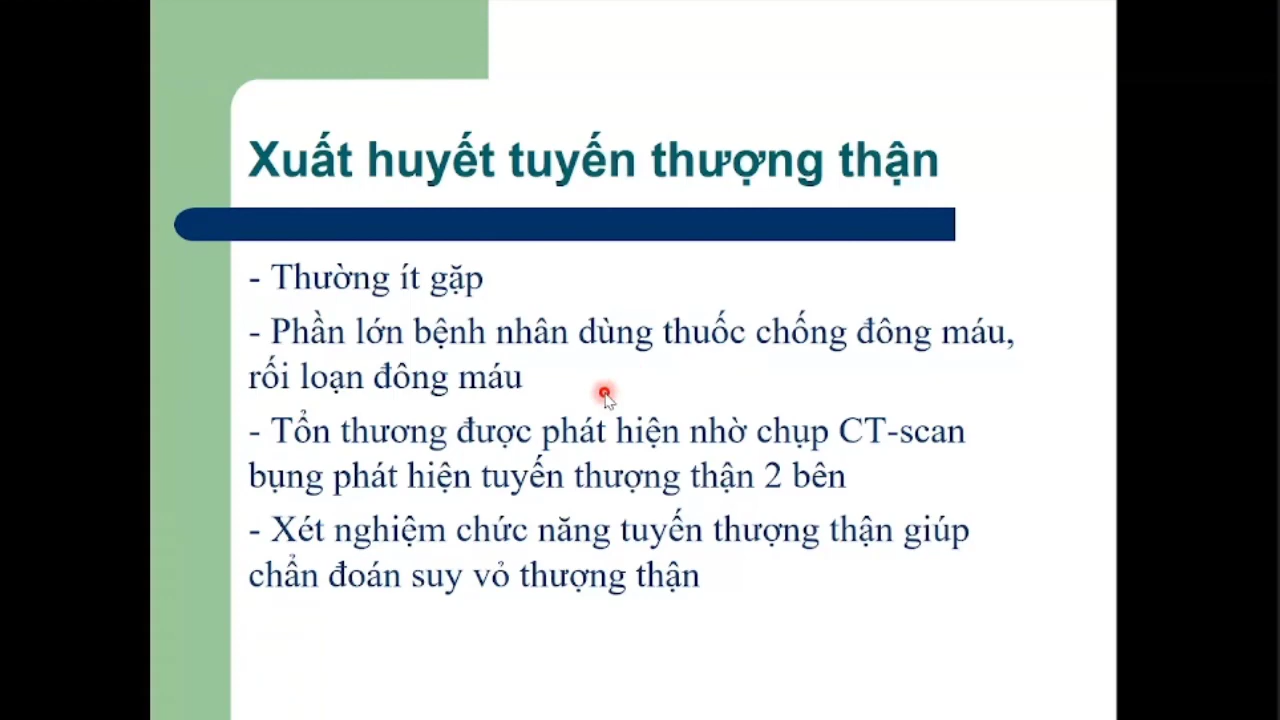 Xuất huyết tuyến thượng thận
- Thường ít gặp
- Phần lớn bệnh nhân dùng thuốc chống đông máu,
rối loạn đông máu
- Tổn thương được phát hiện nhờ chụp CT-scan
bụng phát hiện tuyến thượng thận 2 bên
- Xét nghiệm chức năng tuyến thượng thận giúp
chẩn đoán suy vỏ thượng thận